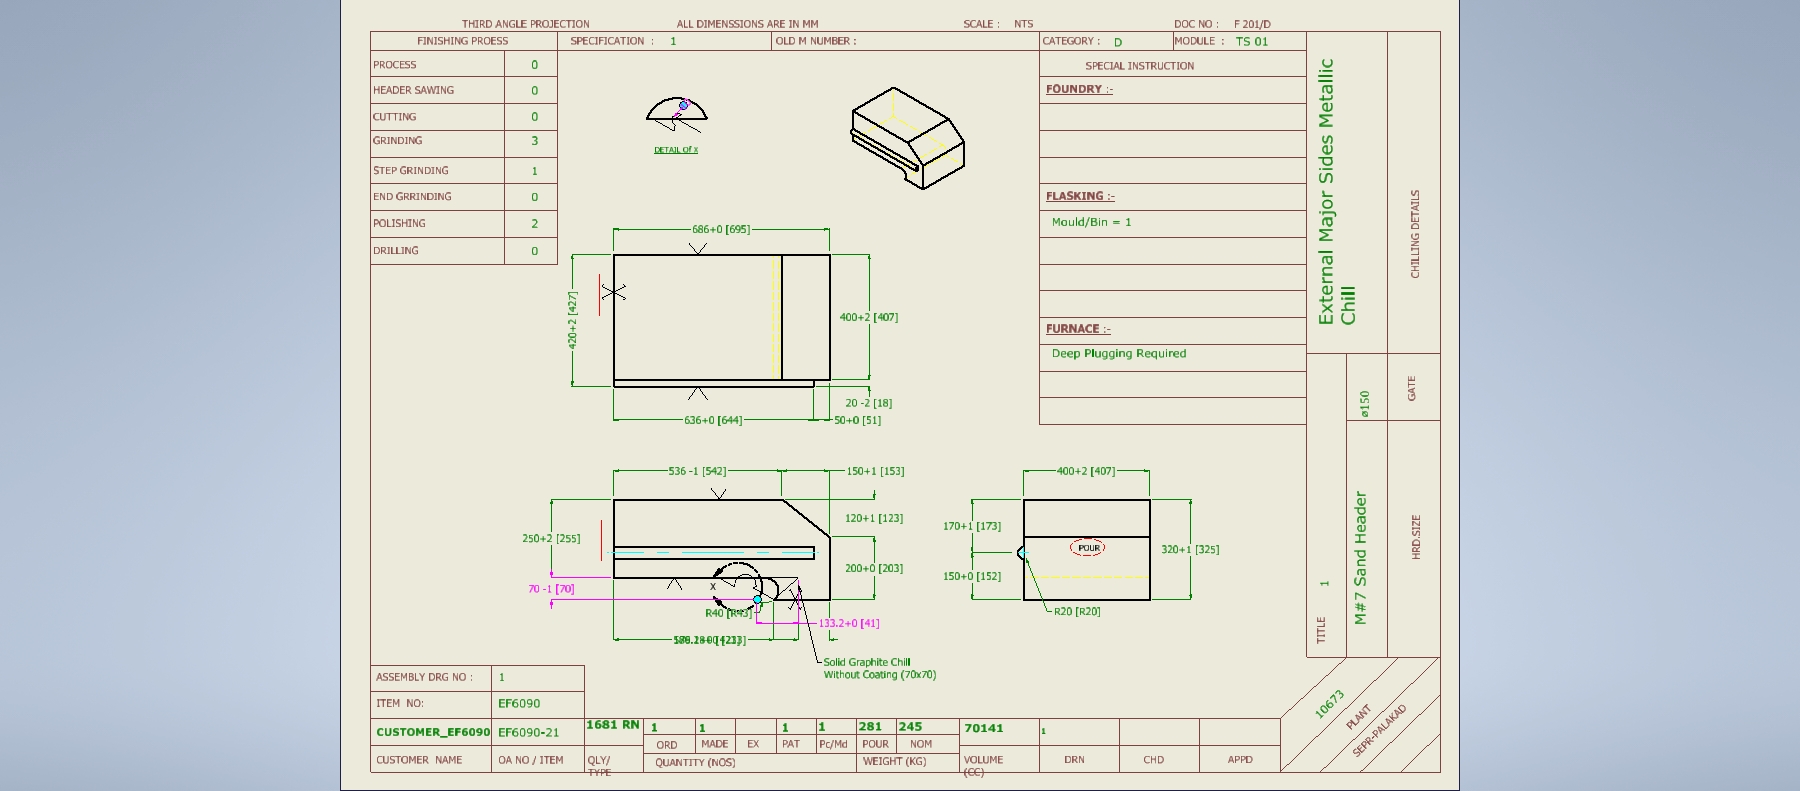 THIRD ANGLE PROJECTION ALL DIMENSSIONS ARE IN MM SCALE : NTS DOC NO : F 201/D
FINISHING PROESS SPECIFICATION : 1 OLD M NUMBER : CATEGORY : D MODULE : TS 01
PROCESS 0
HEADER SAWING 0
CUTTING 0
GRINDING 3
STEP GRINDING 1
END GRRINDING 0
POLISHING 2
DRILLING 0
DETAIL Of X
SPECIAL INSTRUCTION
FOUNDRY :-
FLASKING :-
Mould/Bin = 1
FURNACE :-
Deep Plugging Required
External Major Sides Metallic
Chill
CHILLING DETAILS
ø150
GATE
TITLE 1
M#7 Sand Header
HRD.SIZE
686+0 [695]
420+2 [427]
400+2 [407]
20 -2 [18]
636+0 [644]
50+0 [51]
536 -1 [542]
150+1 [153]
250+2 [255]
120+1 [123]
200+0 [203]
70 -1 [70]
X
R40 [R43]
133.2+0 [41]
Solid Graphite Chill
Without Coating (70x70)
400+2 [407]
170+1 [173]
150+0 [152]
POUR
320+1 [325]
R20 [R20]
ASSEMBLY DRG NO : 1
ITEM NO: EF6090
CUSTOMER_EF6090 EF6090-21 1681 RN 1 1 1 1 281 245 70141 1
ORD MADE EX PAT Pc/Md POUR NOM
CUSTOMER NAME OA NO / ITEM QLY/
TYPE
QUANTITY (NOS) WEIGHT (KG) VOLUME
(CC)
DRN CHD APPD
10673
PLANT
SEPR-PALAKAD